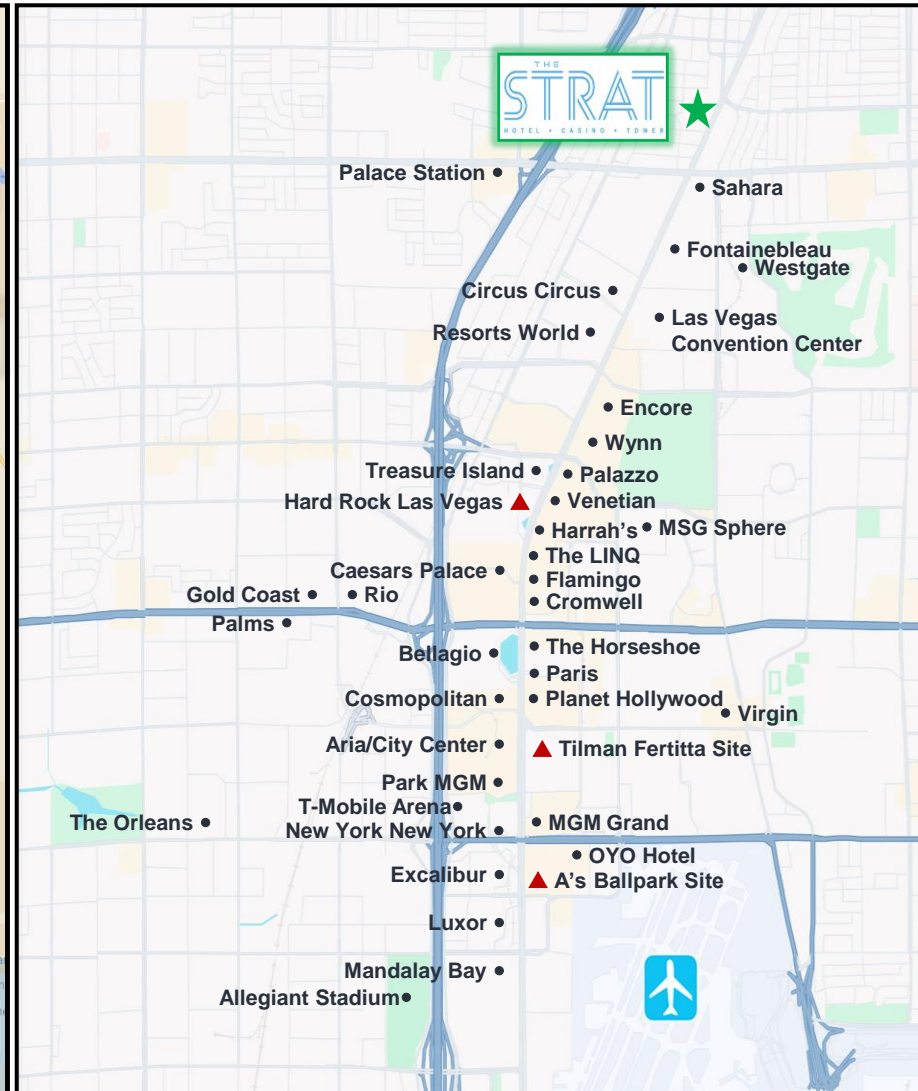 THE
STRAT
HOTEL • CASINO • TOWER
Palace Station
Sahara
Fontainebleau
Westgate
Circus Circus
Las Vegas
Convention Center
Resorts World
Encore
Wynn
Treasure Island
Palazzo
Hard Rock Las Vegas
Venetian
Harrah's
MSG Sphere
The LINQ
Caesars Palace
Flamingo
Gold Coast
Rio
Cromwell
Palms
The Horseshoe
Bellagio
Paris
Cosmopolitan
Planet Hollywood
Virgin
Aria/City Center
Tilman Fertitta Site
Park MGM
T-Mobile Arena
The Orleans
MGM Grand
New York New York
OYO Hotel
Excalibur
A's Ballpark Site
Luxor
Mandalay Bay
Allegiant Stadium